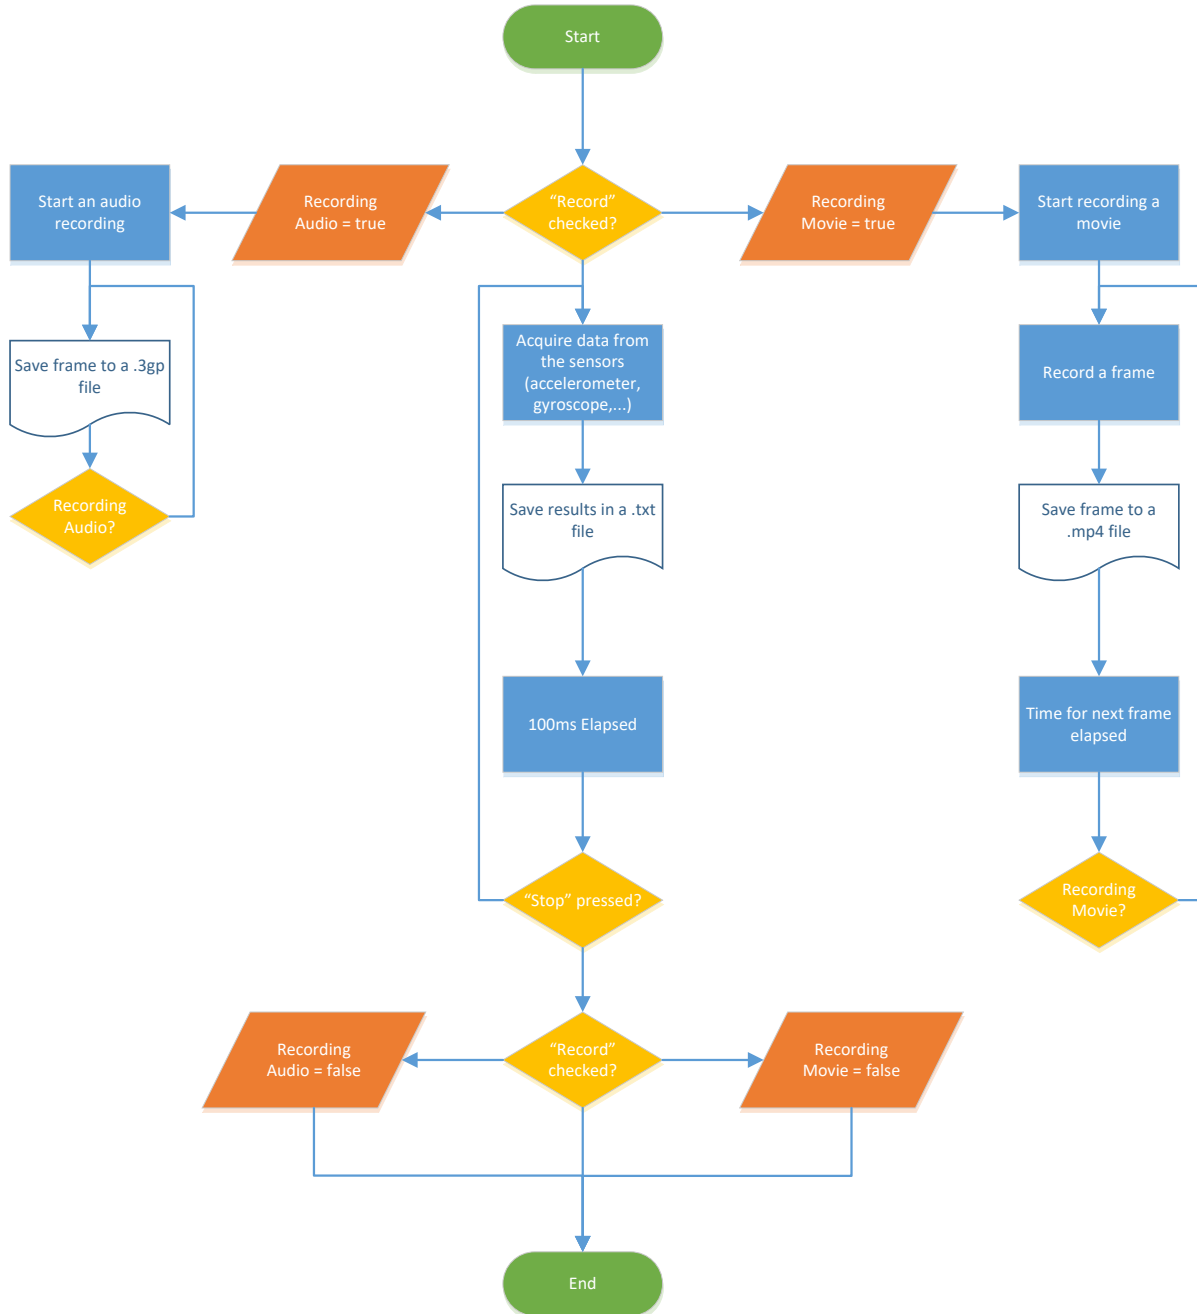 Start
Start an audio
recording
Recording
Audio = true
“Record”
checked?
Recording
Movie = true
Start recording a
movie
Save frame to a .3gp
file
Acquire data from
the sensors
(accelerometer,
gyroscope,...)
Record a frame
Recording
Audio?
Save results in a .txt
file
Save frame to a
.mp4 file
100ms Elapsed
Time for next frame
elapsed
“Stop” pressed?
Recording
Movie?
Recording
Audio = false
“Record”
checked?
Recording
Movie = false
End